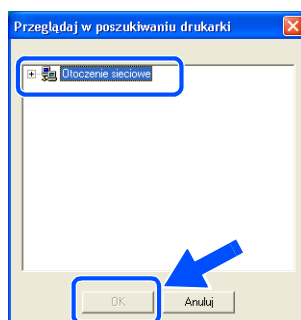 Przeglądaj w poszukiwaniu drukarki
Otoczenie sieciowe
OK
Anuluj